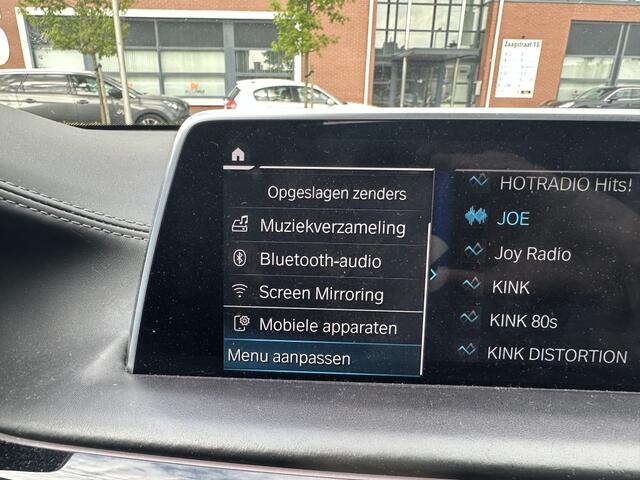 Zaagstraat 15
Opgeslagen zenders
Muziekverzameling
Bluetooth-audio
Screen Mirroring
Mobiele apparaten
Menu aanpassen
HOTRADIO Hits!
JOE
Joy Radio
KINK
KINK 80s
KINK DISTORTION